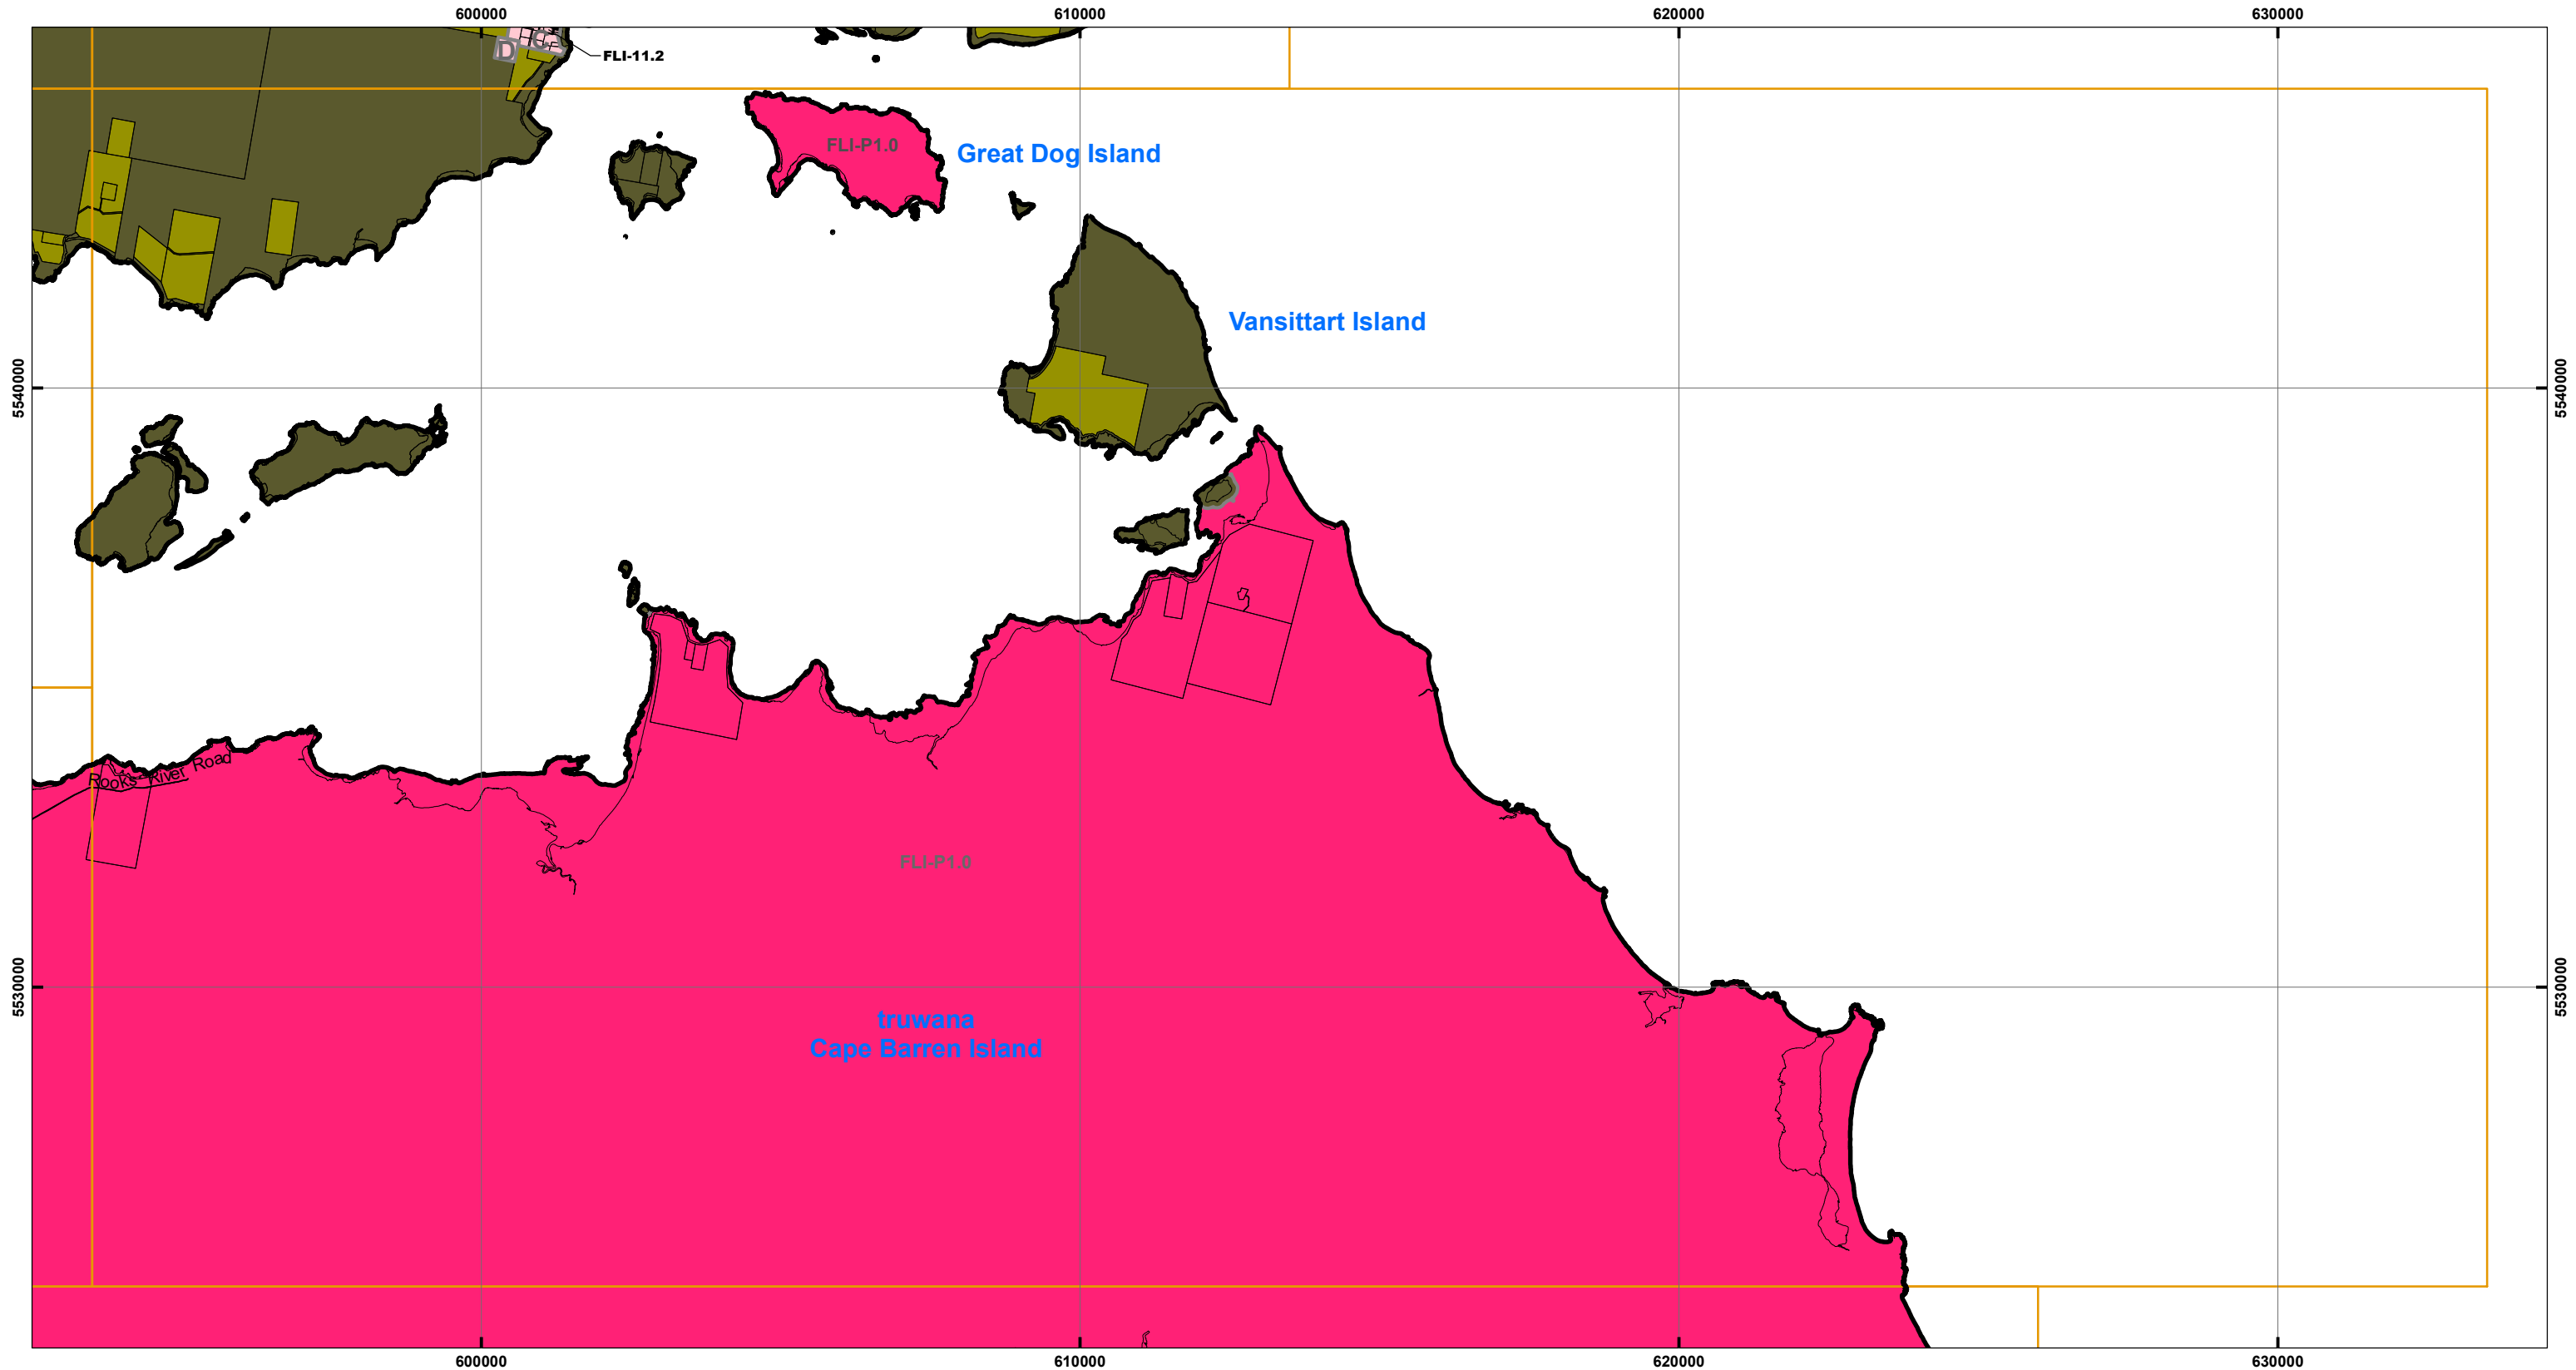 600000 610000 620000 630000
D C
FLI-11.2
FLI-P1.0
Great Dog Island
Vansittart Island
5540000 5540000
Rooks River Road
FLI-P1.0
5530000 5530000
truwana
Cape Barren Island
600000 610000 620000 630000